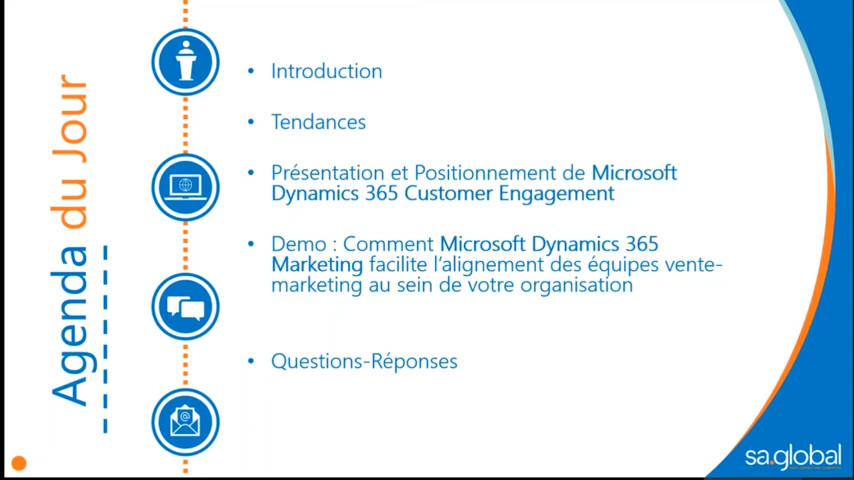 Agenda du Jour
Introduction
Tendances
Présentation et Positionnement de Microsoft
Dynamics 365 Customer Engagement
Demo : Comment Microsoft Dynamics 365
Marketing facilite l'alignement des équipes vente-
marketing au sein de votre organisation
Questions-Réponses
@
sa.global